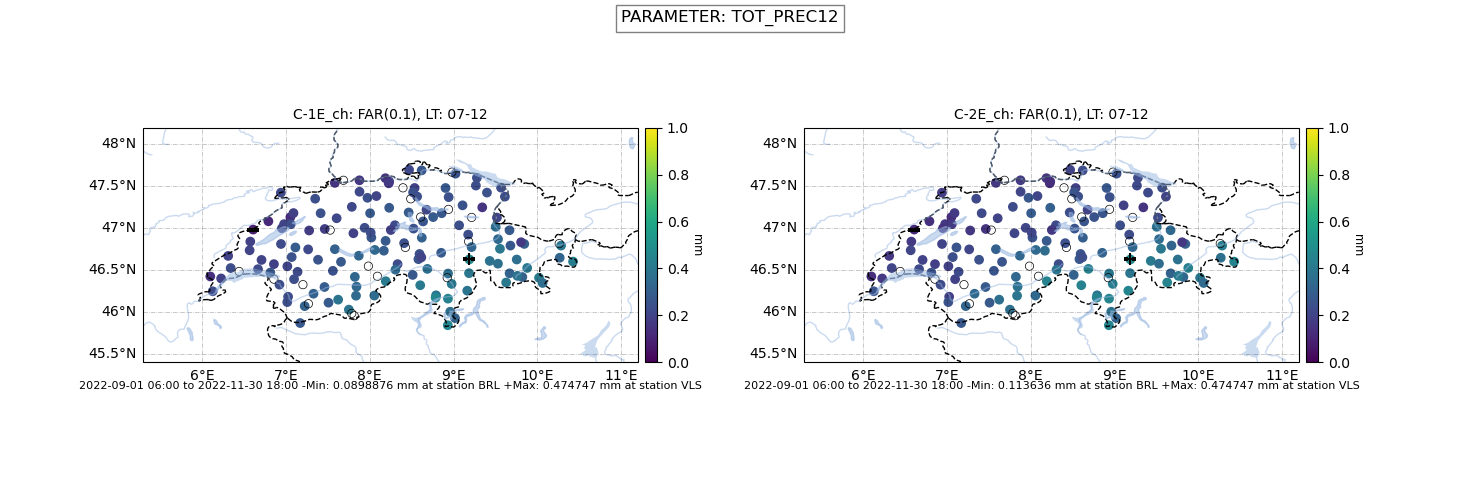 PARAMETER: TOT_PREC12
C-1E_ch: FAR(0.1), LT: 07-12
48°N
47.5°N
47°N
46.5°N
46°N
45.5°N
6°E
7°E
8°E
9°E
10°E
11°E
1.0
0.8
0.6
0.4
0.2
0.0
mm
2022-09-01 06:00 to 2022-11-30 18:00 -Min: 0.0898876 mm at station BRL +Max: 0.474747 mm at station VLS
C-2E_ch: FAR(0.1), LT: 07-12
48°N
47.5°N
47°N
46.5°N
46°N
45.5°N
6°E
7°E
8°E
9°E
10°E
11°E
1.0
0.8
0.6
0.4
0.2
0.0
mm
2022-09-01 06:00 to 2022-11-30 18:00 -Min: 0.113636 mm at station BRL +Max: 0.474747 mm at station VLS